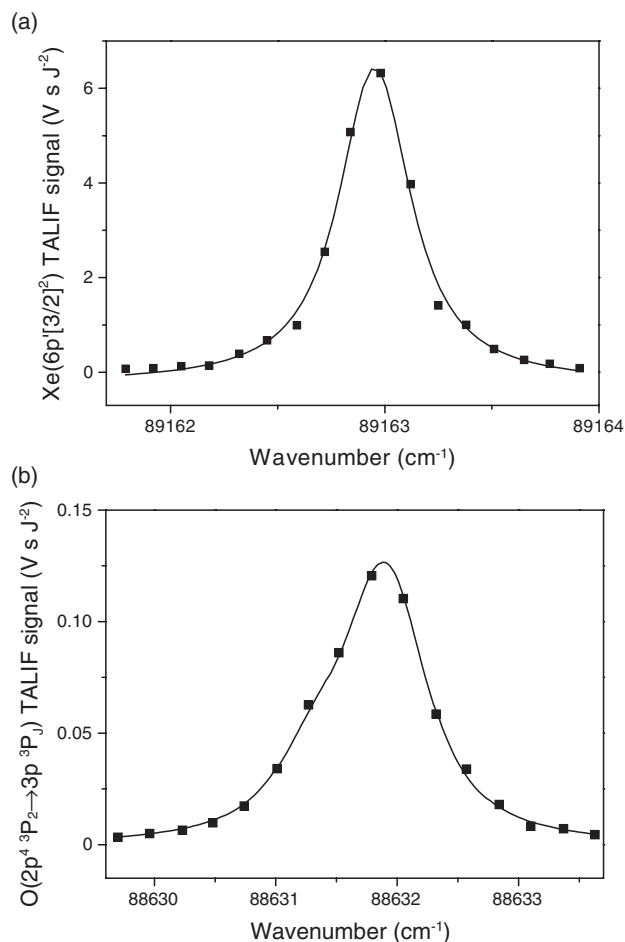 (a)
Xe(6p'[3/2]²) TALIF signal (V s J⁻²)
6
4
2
0
89162
89163
89164
Wavenumber (cm⁻¹)
(b)
O(2p⁴ ³P₂→3p ³P_J) TALIF signal (V s J⁻²)
0.15
0.10
0.05
0
88630
88631
88632
88633
Wavenumber (cm⁻¹)